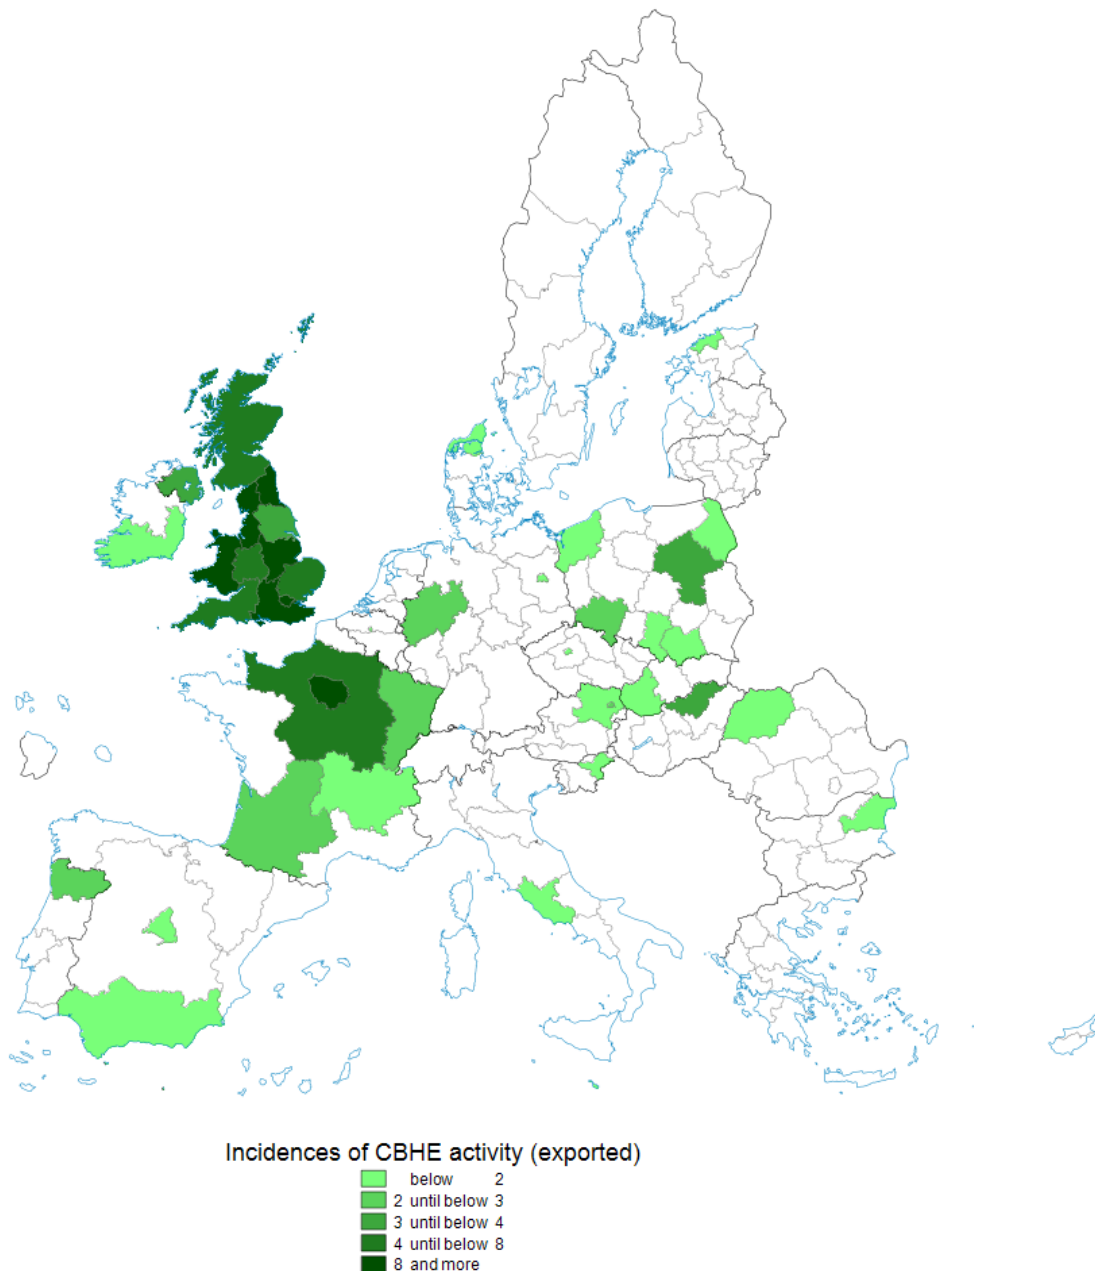 Incidences of CBHE activity (exported)
below 2
2 until below 3
3 until below 4
4 until below 8
8 and more